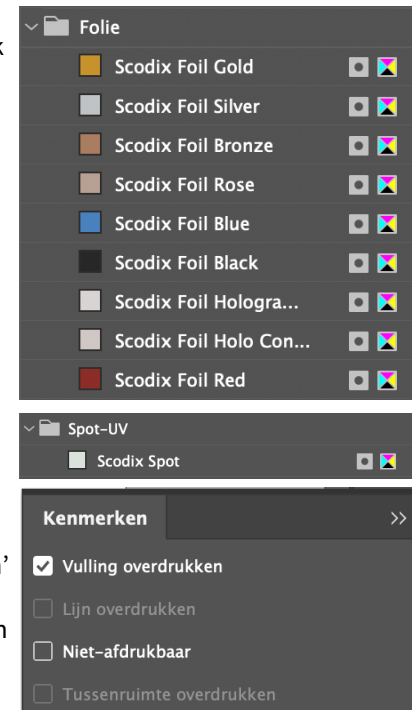 Folie
Scodix Foil Gold
Scodix Foil Silver
Scodix Foil Bronze
Scodix Foil Rose
Scodix Foil Blue
Scodix Foil Black
Scodix Foil Hologra...
Scodix Foil Holo Con...
Scodix Foil Red
Spot-UV
Scodix Spot
Kenmerken
Vulling overdrukken
Lijn overdrukken
Niet-afdrukbaar
Tussenruimte overdrukken